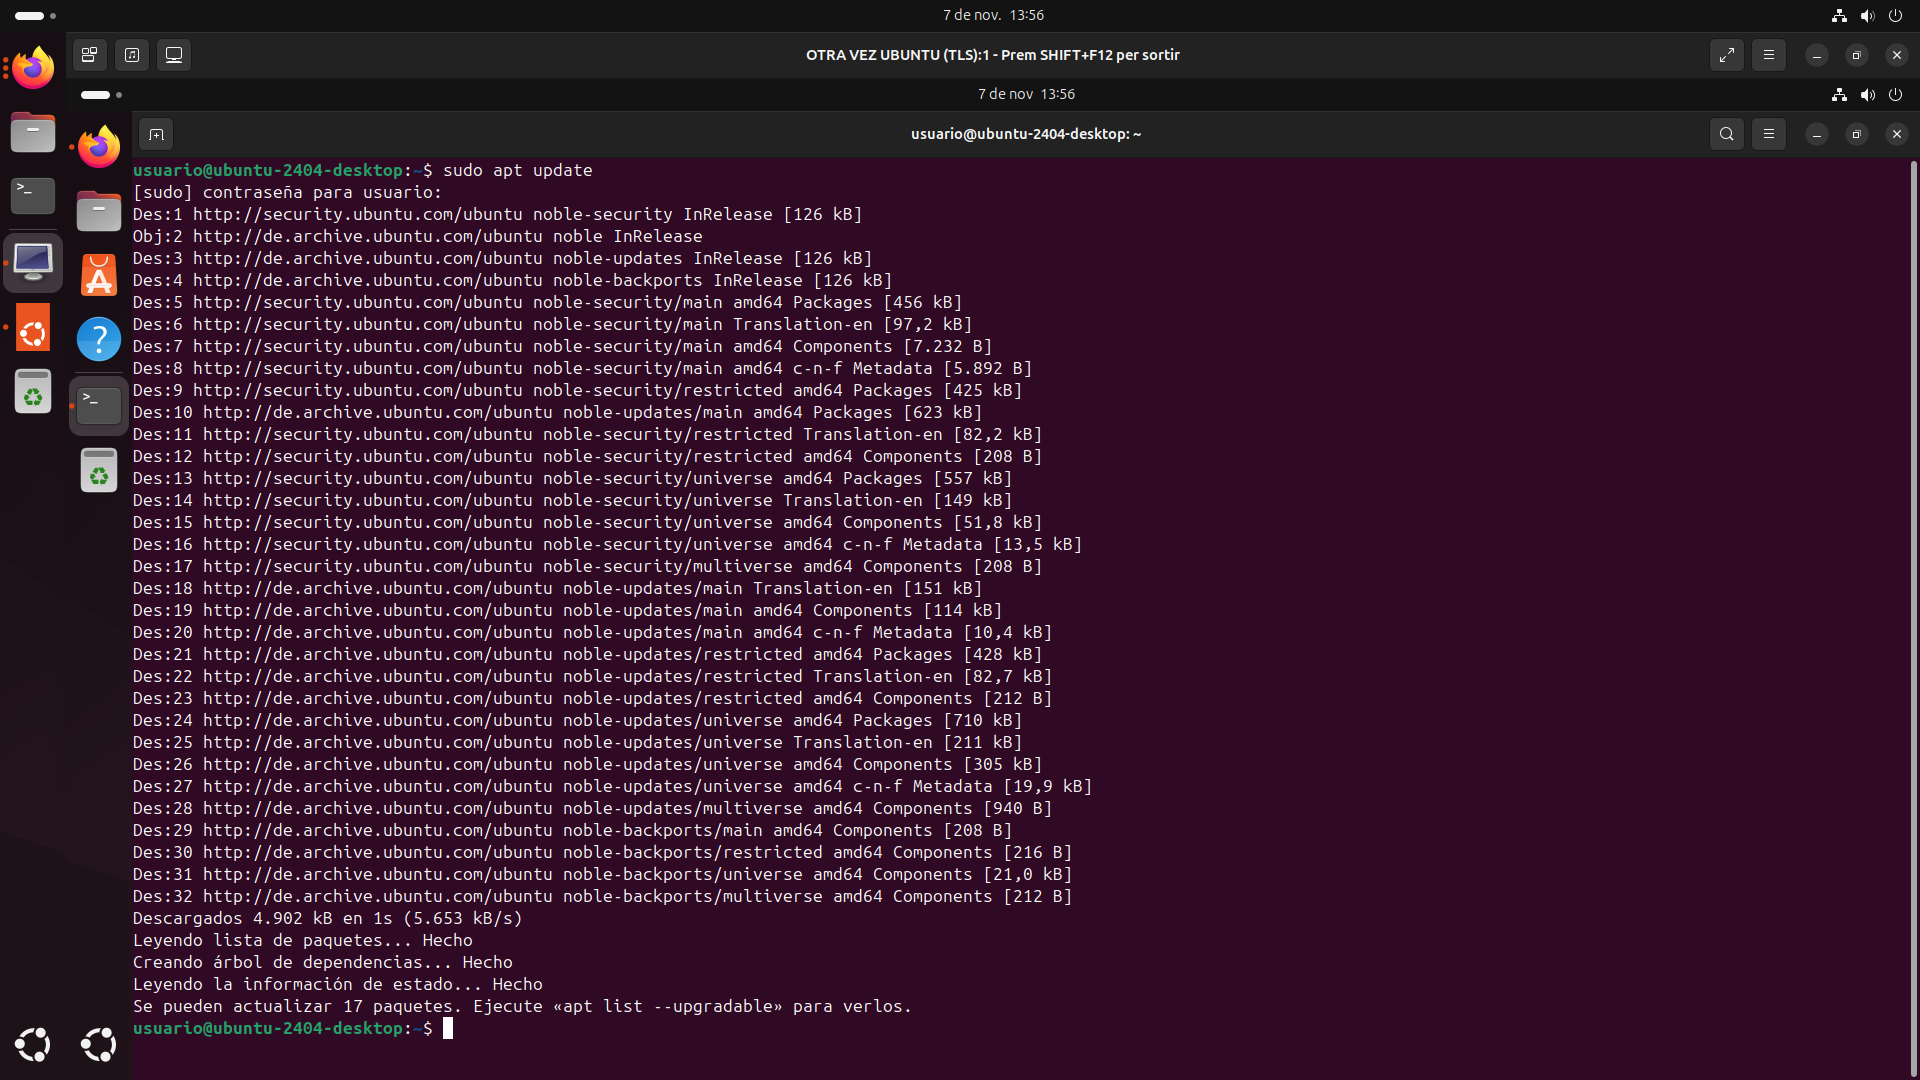 7 de nov. 13:56
OTRA VEZ UBUNTU (TLS):1 - Prem SHIFT+F12 per sortir
7 de nov 13:56
usuario@ubuntu-2404-desktop: ~
usuario@ubuntu-2404-desktop:~$ sudo apt update
[sudo] contraseña para usuario:
Des:1 http://security.ubuntu.com/ubuntu noble-security InRelease [126 kB]
Obj:2 http://de.archive.ubuntu.com/ubuntu noble InRelease
Des:3 http://de.archive.ubuntu.com/ubuntu noble-updates InRelease [126 kB]
Des:4 http://de.archive.ubuntu.com/ubuntu noble-backports InRelease [126 kB]
Des:5 http://security.ubuntu.com/ubuntu noble-security/main amd64 Packages [456 kB]
Des:6 http://security.ubuntu.com/ubuntu noble-security/main Translation-en [97,2 kB]
Des:7 http://security.ubuntu.com/ubuntu noble-security/main amd64 Components [7.232 B]
Des:8 http://security.ubuntu.com/ubuntu noble-security/main amd64 c-n-f Metadata [5.892 B]
Des:9 http://security.ubuntu.com/ubuntu noble-security/restricted amd64 Packages [425 kB]
Des:10 http://de.archive.ubuntu.com/ubuntu noble-updates/main amd64 Packages [623 kB]
Des:11 http://security.ubuntu.com/ubuntu noble-security/restricted Translation-en [82,2 kB]
Des:12 http://security.ubuntu.com/ubuntu noble-security/restricted amd64 Components [208 B]
Des:13 http://security.ubuntu.com/ubuntu noble-security/universe amd64 Packages [557 kB]
Des:14 http://security.ubuntu.com/ubuntu noble-security/universe Translation-en [149 kB]
Des:15 http://security.ubuntu.com/ubuntu noble-security/universe amd64 Components [51,8 kB]
Des:16 http://security.ubuntu.com/ubuntu noble-security/universe amd64 c-n-f Metadata [13,5 kB]
Des:17 http://security.ubuntu.com/ubuntu noble-security/multiverse amd64 Components [208 B]
Des:18 http://de.archive.ubuntu.com/ubuntu noble-updates/main Translation-en [151 kB]
Des:19 http://de.archive.ubuntu.com/ubuntu noble-updates/main amd64 Components [114 kB]
Des:20 http://de.archive.ubuntu.com/ubuntu noble-updates/main amd64 c-n-f Metadata [10,4 kB]
Des:21 http://de.archive.ubuntu.com/ubuntu noble-updates/restricted amd64 Packages [428 kB]
Des:22 http://de.archive.ubuntu.com/ubuntu noble-updates/restricted Translation-en [82,7 kB]
Des:23 http://de.archive.ubuntu.com/ubuntu noble-updates/restricted amd64 Components [212 B]
Des:24 http://de.archive.ubuntu.com/ubuntu noble-updates/universe amd64 Packages [710 kB]
Des:25 http://de.archive.ubuntu.com/ubuntu noble-updates/universe Translation-en [211 kB]
Des:26 http://de.archive.ubuntu.com/ubuntu noble-updates/universe amd64 Components [305 kB]
Des:27 http://de.archive.ubuntu.com/ubuntu noble-updates/universe amd64 c-n-f Metadata [19,9 kB]
Des:28 http://de.archive.ubuntu.com/ubuntu noble-updates/multiverse amd64 Components [940 B]
Des:29 http://de.archive.ubuntu.com/ubuntu noble-backports/main amd64 Components [208 B]
Des:30 http://de.archive.ubuntu.com/ubuntu noble-backports/restricted amd64 Components [216 B]
Des:31 http://de.archive.ubuntu.com/ubuntu noble-backports/universe amd64 Components [21,0 kB]
Des:32 http://de.archive.ubuntu.com/ubuntu noble-backports/multiverse amd64 Components [212 B]
Descargados 4.902 kB en 1s (5.653 kB/s)
Leyendo lista de paquetes... Hecho
Creando árbol de dependencias... Hecho
Leyendo la información de estado... Hecho
Se pueden actualizar 17 paquetes. Ejecute «apt list --upgradable» para verlos.
usuario@ubuntu-2404-desktop:~$